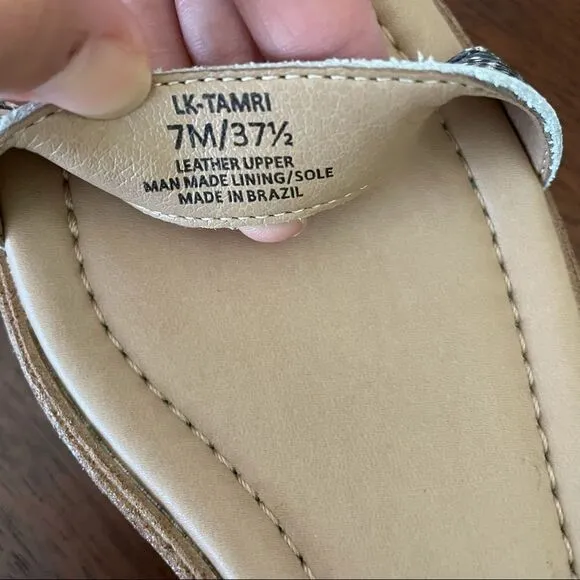 LK-TAMRI
7M/37½
LEATHER UPPER
MAN MADE LINING/SOLE
MADE IN BRAZIL